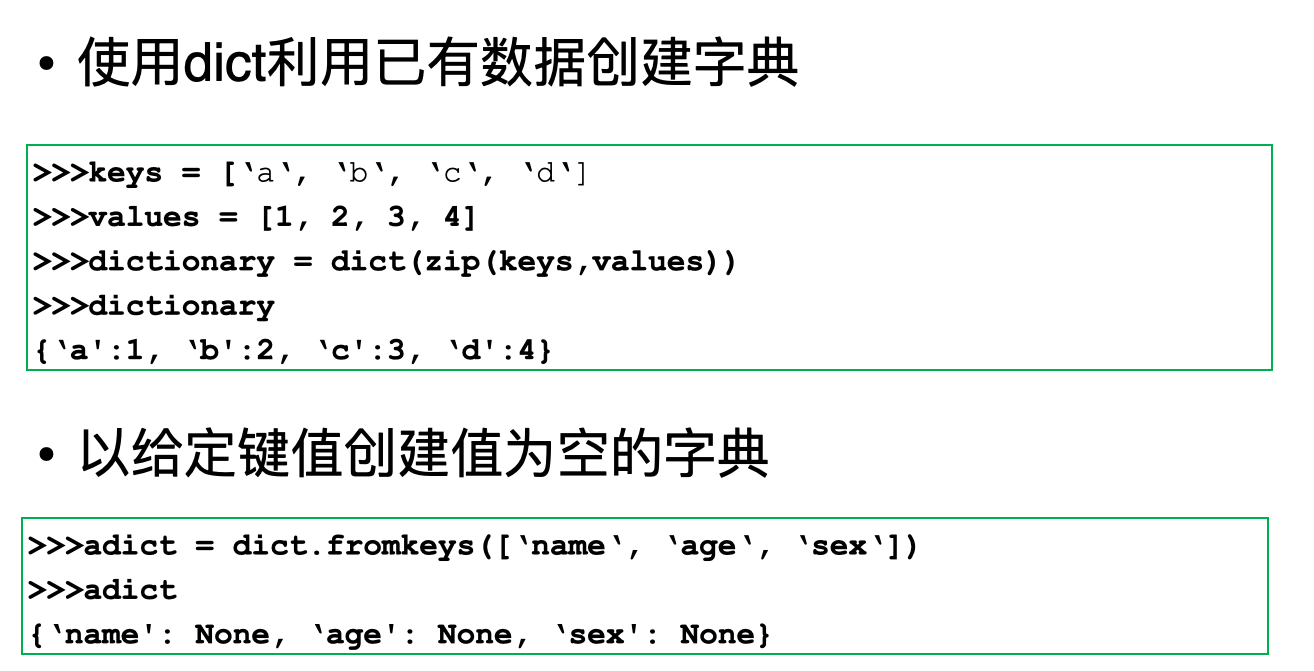 • 使用dict利用已有数据创建字典
>>>keys = [‘a‘, ‘b‘, ‘c‘, ‘d‘]
>>>values = [1, 2, 3, 4]
>>>dictionary = dict(zip(keys,values))
>>>dictionary
{‘a':1, ‘b':2, ‘c':3, ‘d':4}
• 以给定键值创建值为空的字典
>>>adict = dict.fromkeys([‘name‘, ‘age‘, ‘sex‘])
>>>adict
{‘name': None, ‘age': None, ‘sex': None}